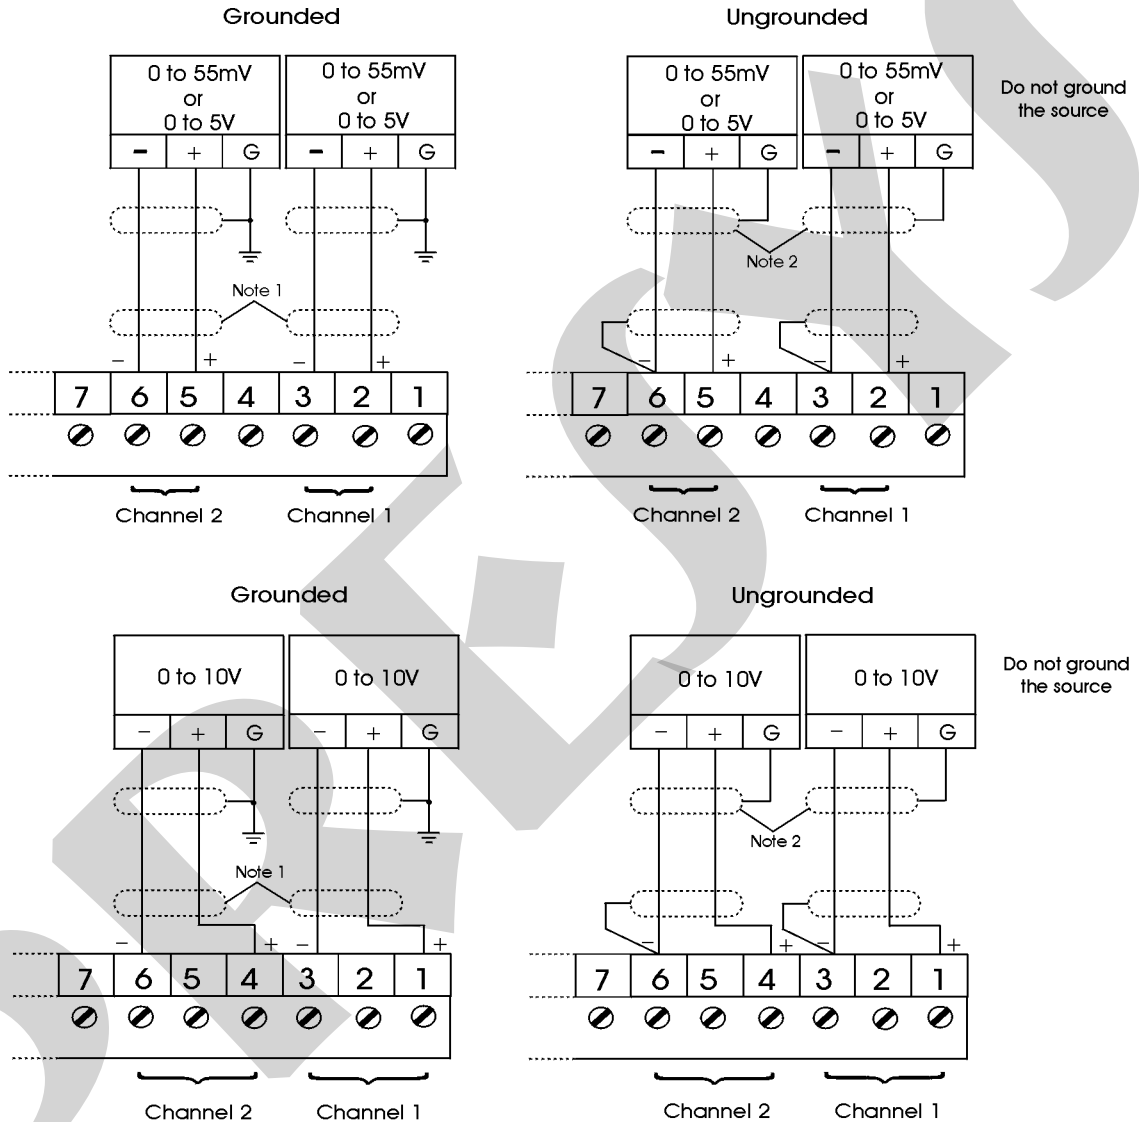 Grounded
Ungrounded
0 to 55mV
or
0 to 5V
0 to 55mV
or
0 to 5V
0 to 55mV
or
0 to 5V
0 to 55mV
or
0 to 5V
Do not ground
the source
- + G - + G
- + G - + G
Note 1
Note 2
- + - +
- + - +
7 6 5 4 3 2 1
7 6 5 4 3 2 1
Channel 2 Channel 1
Channel 2 Channel 1
Grounded
Ungrounded
0 to 10V
0 to 10V
0 to 10V
0 to 10V
Do not ground
the source
- + G - + G
- + G - + G
Note 1
Note 2
- + - +
- + - +
7 6 5 4 3 2 1
7 6 5 4 3 2 1
Channel 2 Channel 1
Channel 2 Channel 1
PRESYS